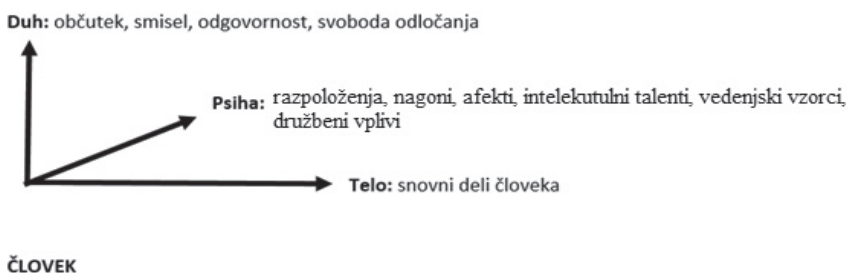 Duh: občutek, smisel, odgovornost, svoboda odločanja
Psiha: razpoloženja, nagoni, afekti, intelekutulni talenti, vedenjski vzorci,
družbeni vplivi
Telo: snovni deli človeka
ČLOVEK